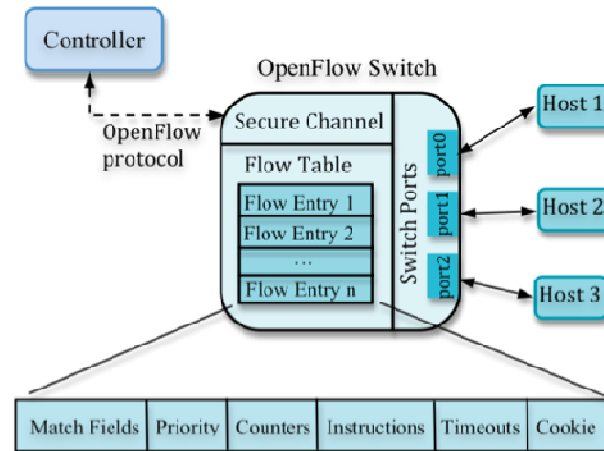 Controller
OpenFlow Switch
OpenFlow
protocol
Secure Channel
Flow Table
Flow Entry 1
Flow Entry 2
...
Flow Entry n
Switch Ports
port0
port1
port2
Host 1
Host 2
Host 3
Match Fields Priority Counters Instructions Timeouts Cookie